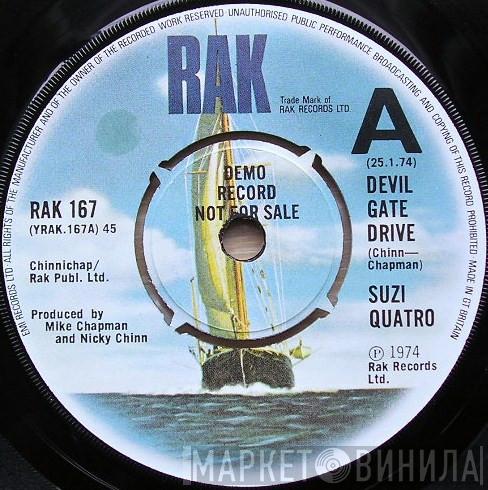 EMI RECORDS LTD·ALL RIGHTS OF THE MANUFACTURER AND OF THE OWNER OF THE RECORDED WORK RESERVED UNAUTHORISED PUBLIC PERFORMANCE BROADCASTING AND COPYING OF THIS RECORD PROHIBITED MADE IN GT BRITAIN
RAK
Trade Mark of
RAK RECORDS LTD.
A
(25.1.74)
DEMO
RECORD
NOT FOR SALE
RAK 167
(YRAK.167A) 45
Chinnichap/
Rak Publ. Ltd.
Produced by
Mike Chapman
and Nicky Chinn
DEVIL
GATE
DRIVE
(Chinn—
Chapman)
SUZI
QUATRO
℗ 1974
Rak Records
Ltd.
МАРКЕТ ВИНИЛА